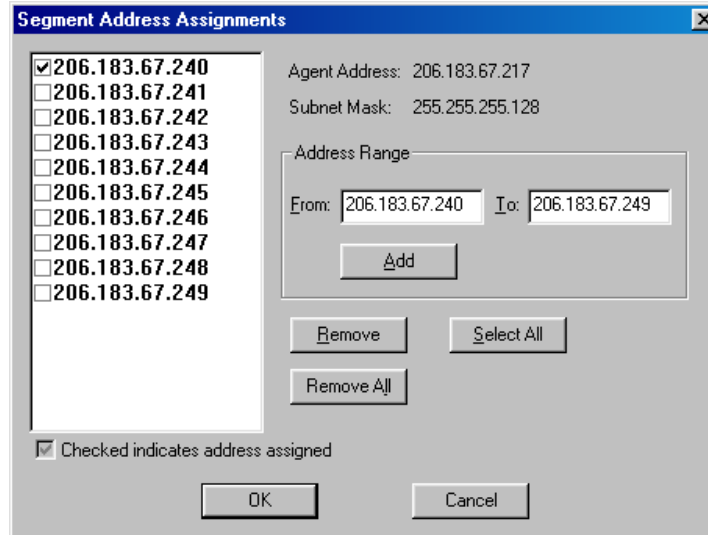 Segment Address Assignments
206.183.67.240
206.183.67.241
206.183.67.242
206.183.67.243
206.183.67.244
206.183.67.245
206.183.67.246
206.183.67.247
206.183.67.248
206.183.67.249
Agent Address: 206.183.67.217
Subnet Mask: 255.255.255.128
Address Range
From: 206.183.67.240 To: 206.183.67.249
Add
Remove Select All
Remove All
Checked indicates address assigned
OK Cancel